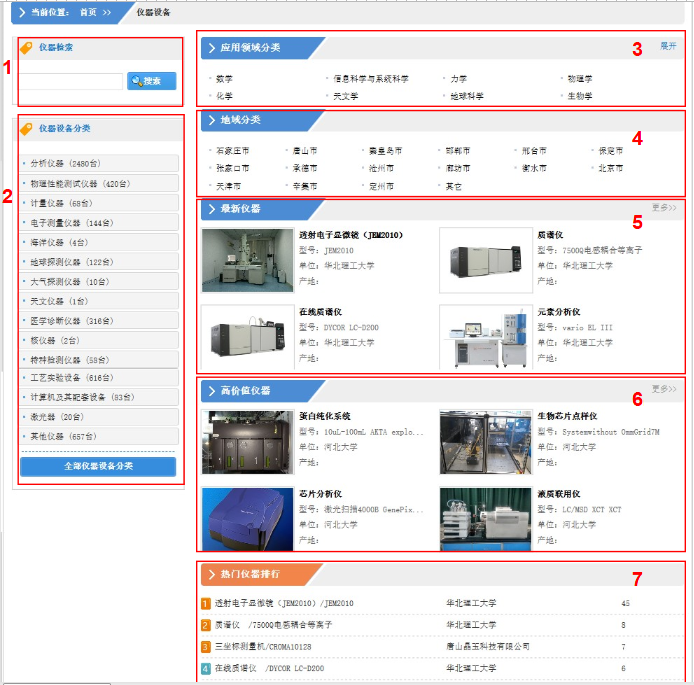 当前位置： 首页 >> 仪器设备
1
仪器检索
搜索
2
仪器设备分类
分析仪器（2480台）
物理性能测试仪器（420台）
计量仪器（68台）
电子测量仪器（144台）
海洋仪器（4台）
地球探测仪器（122台）
大气探测仪器（10台）
天文仪器（1台）
医学诊断仪器（316台）
核仪器（2台）
特种检测仪器（58台）
工艺实验设备（616台）
计算机及其配套设备（83台）
激光器（20台）
其他仪器（657台）
全部仪器设备分类
应用领域分类 3 展开
数学 信息科学与系统科学 力学 物理学
化学 天文学 地球科学 生物学
地域分类 4
石家庄市 唐山市 秦皇岛市 邯郸市 邢台市 保定市
张家口市 承德市 沧州市 廊坊市 衡水市 北京市
天津市 辛集市 定州市 其它
最新仪器 5 更多>>
透射电子显微镜（JEM2010）
型号：JEM2010
单位：华北理工大学
产地：
质谱仪
型号：7500Q电感耦合等离子
单位：华北理工大学
产地：
在线质谱仪
型号：DYCOR LC-D200
单位：华北理工大学
产地：
元素分析仪
型号：vario EL III
单位：华北理工大学
产地：
高价值仪器 6 更多>>
蛋白纯化系统
型号：10uL-100mL AKTA explo...
单位：河北大学
产地：
生物芯片点样仪
型号：Systemwithout OmmGrid7M
单位：河北大学
产地：
芯片分析仪
型号：激光扫描4000B GenePix...
单位：河北大学
产地：
液质联用仪
型号：LC/MSD XCT XCT
单位：河北大学
产地：
热门仪器排行 7
1 透射电子显微镜（JEM2010）/JEM2010 华北理工大学 45
2 质谱仪 /7500Q电感耦合等离子 华北理工大学 8
3 三坐标测量机/CROMA10128 唐山晶玉科技有限公司 7
4 在线质谱仪 /DYCOR LC-D200 华北理工大学 6